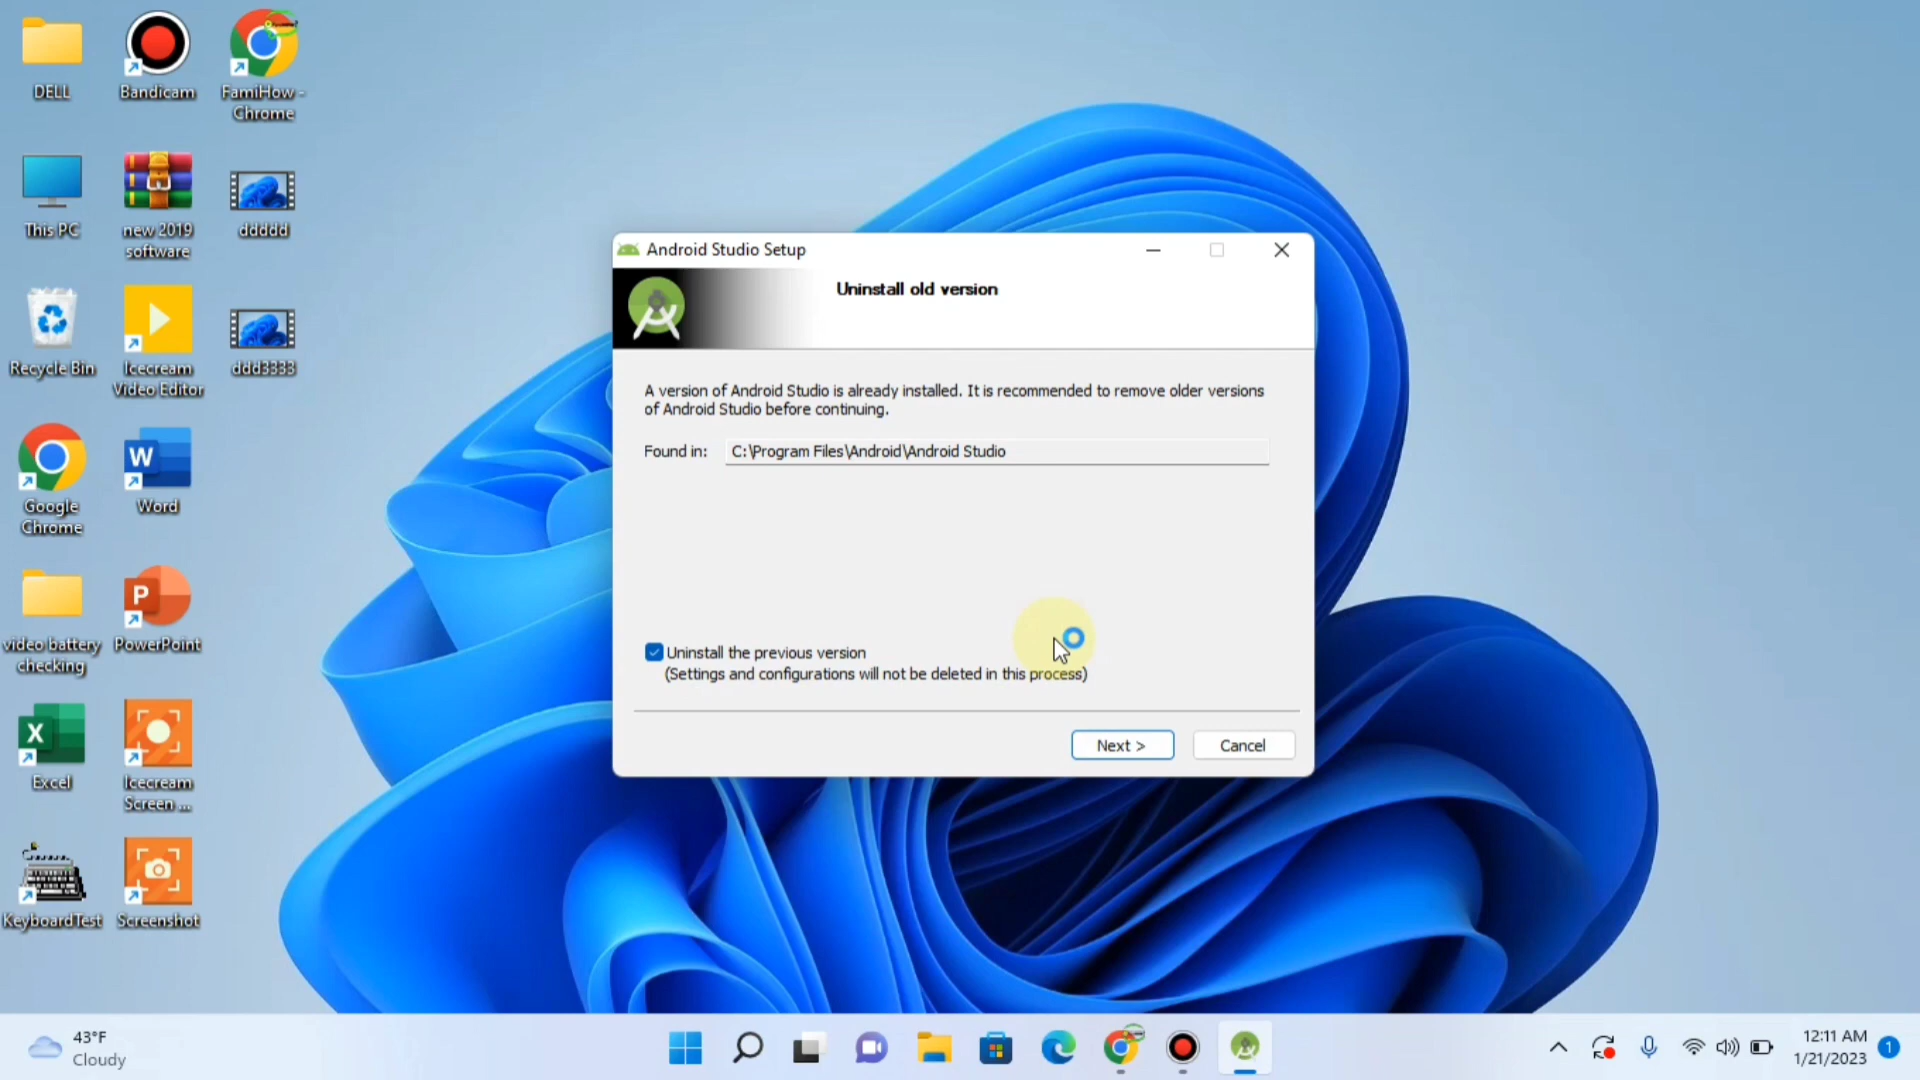 DELL
Bandicam
FamiHow -
Chrome
This PC
new 2019
software
ddddd
Recycle Bin
Icecream
Video Editor
ddd3333
Google
Chrome
Word
video battery
checking
PowerPoint
Excel
Icecream
Screen ...
KeyboardTest
Screenshot
Android Studio Setup
Uninstall old version
A version of Android Studio is already installed. It is recommended to remove older versions
of Android Studio before continuing.
Found in: C:\Program Files\Android\Android Studio
Uninstall the previous version
(Settings and configurations will not be deleted in this process)
Next >
Cancel
43°F
Cloudy
12:11 AM
1/21/2023
1